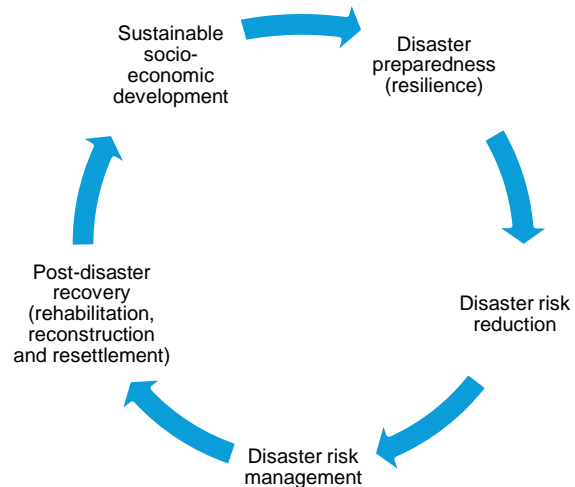 Sustainable
socio-
economic
development
Disaster
preparedness
(resilience)
Disaster risk
reduction
Disaster risk
management
Post-disaster
recovery
(rehabilitation,
reconstruction
and resettlement)